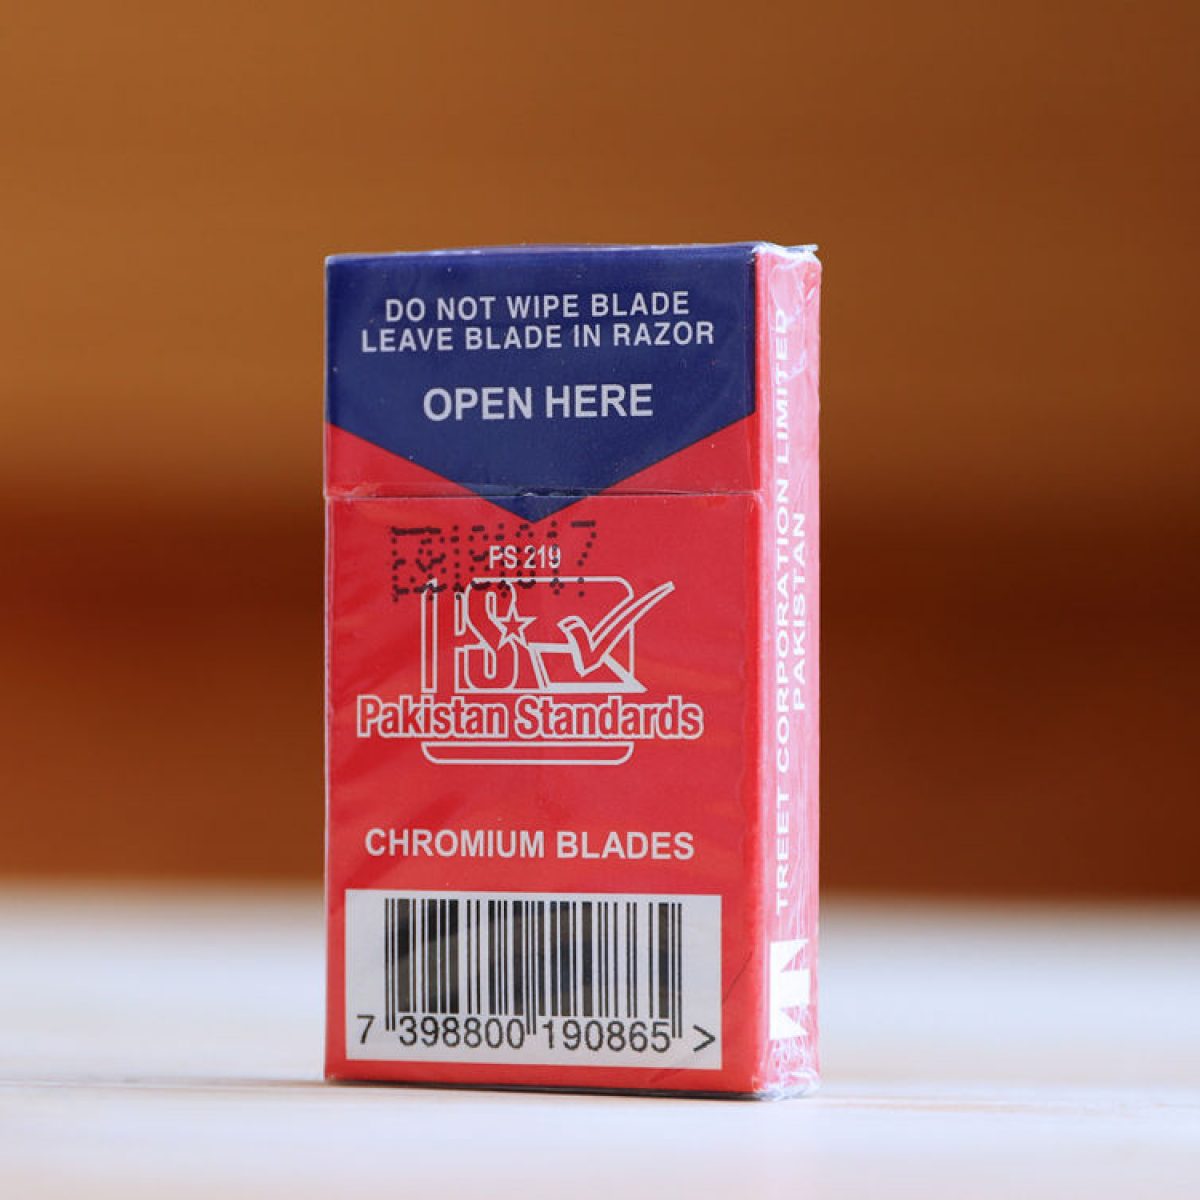 DO NOT WIPE BLADE
LEAVE BLADE IN RAZOR
OPEN HERE
PS 219
PS
Pakistan Standards
CHROMIUM BLADES
7 398800 190865 >
TREET CORPORATION LIMITED
PAKISTAN